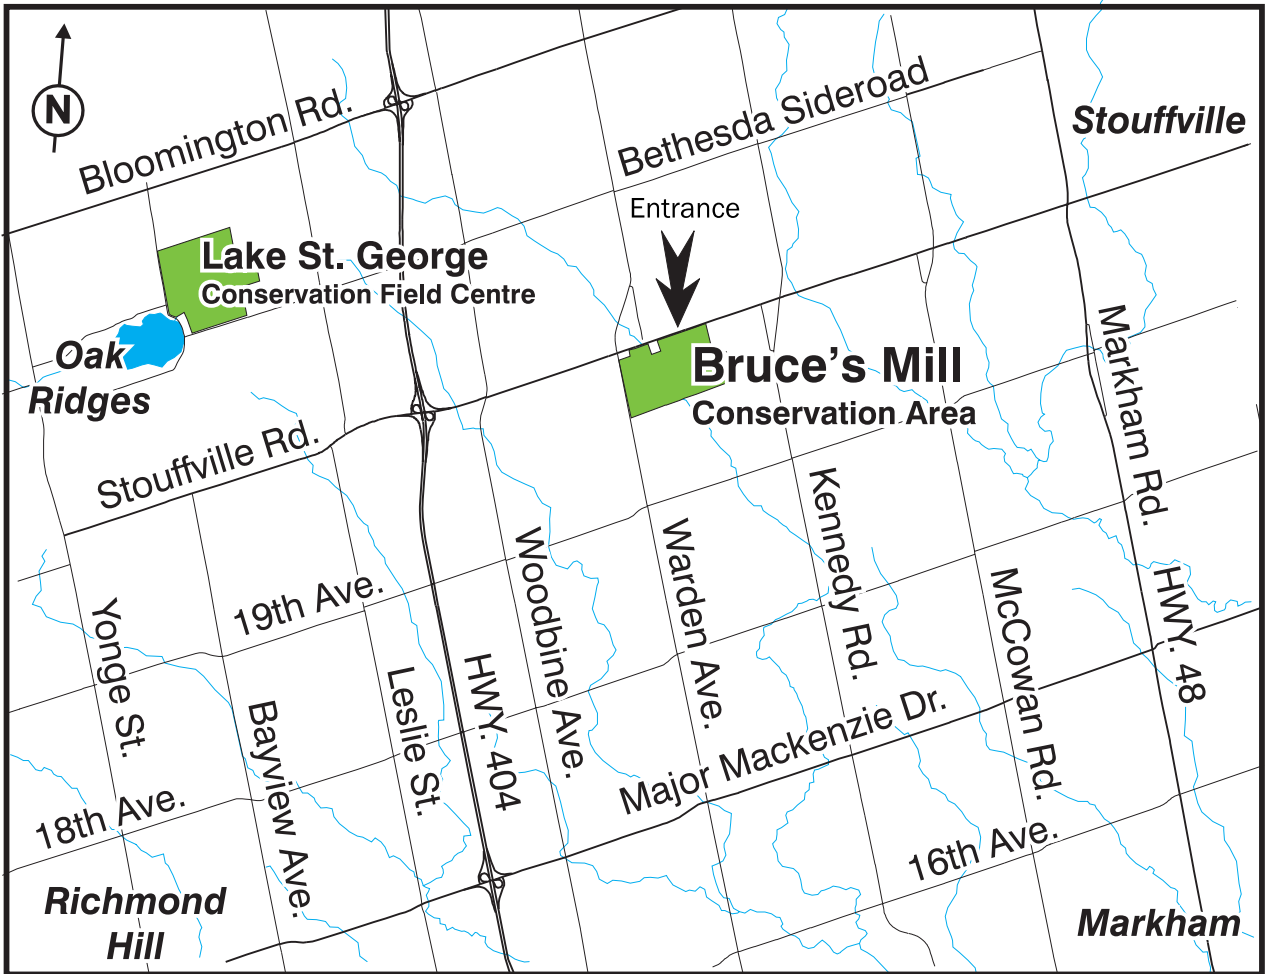 N
Bloomington Rd.
Bethesda Sideroad
Stouffville
Entrance
Lake St. George
Conservation Field Centre
Oak
Ridges
Bruce's Mill
Conservation Area
Markham Rd.
Stouffville Rd.
19th Ave.
Yonge St.
Bayview Ave.
Leslie St.
HWY. 404
Woodbine Ave.
Warden Ave.
Kennedy Rd.
McCowan Rd.
HWY. 48
Major Mackenzie Dr.
18th Ave.
16th Ave.
Richmond
Hill
Markham